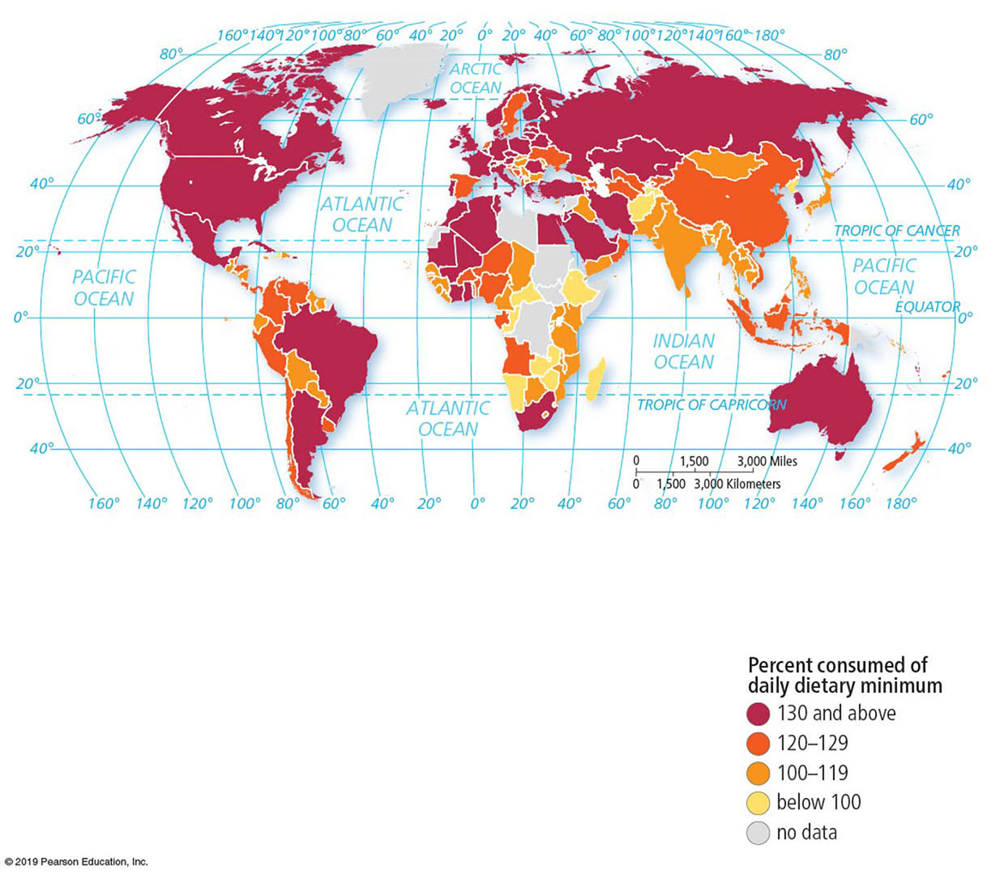 160° 140° 120° 100° 80° 60° 40° 20° 0° 20° 40° 60° 80° 100° 120° 140° 160° 180°
80° 80°
ARCTIC
OCEAN
60° 60°
40° 40°
ATLANTIC
OCEAN
TROPIC OF CANCER
20° 20°
PACIFIC
OCEAN
PACIFIC
OCEAN
EQUATOR
0° 0°
INDIAN
OCEAN
20° 20°
TROPIC OF CAPRICORN
ATLANTIC
OCEAN
40° 40°
0 1,500 3,000 Miles
0 1,500 3,000 Kilometers
160° 140° 120° 100° 80° 60° 40° 20° 0° 20° 40° 60° 80° 100° 120° 140° 160° 180°
Percent consumed of
daily dietary minimum
130 and above
120–129
100–119
below 100
no data
© 2019 Pearson Education, Inc.